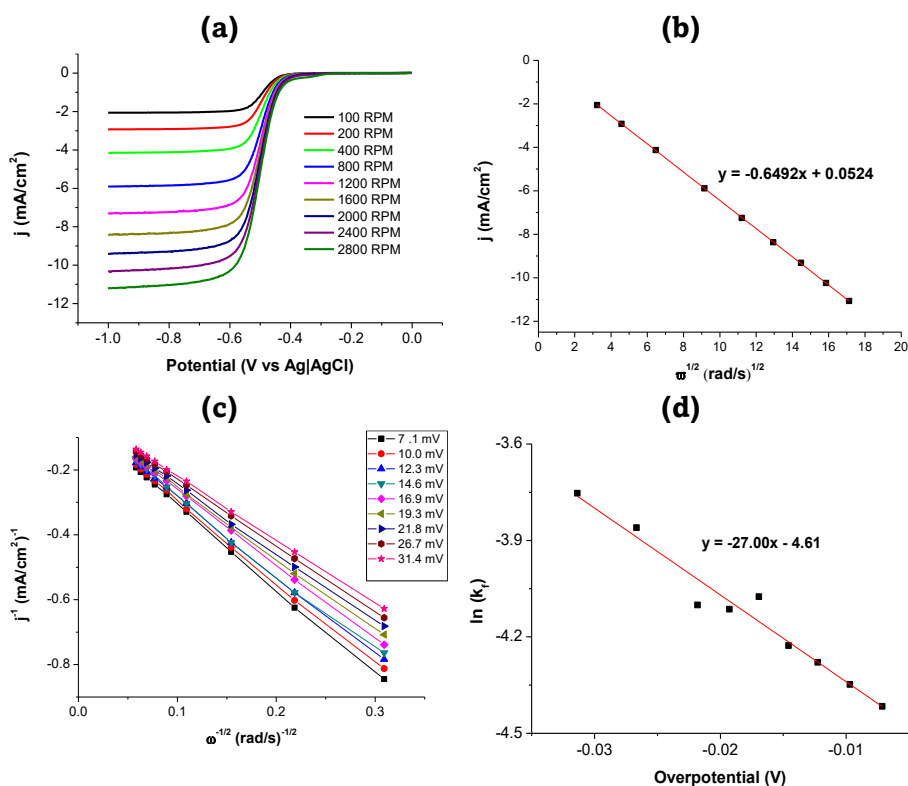 (a)
0
-2
-4
-6
-8
-10
-12
j (mA/cm²)
100 RPM
200 RPM
400 RPM
800 RPM
1200 RPM
1600 RPM
2000 RPM
2400 RPM
2800 RPM
-1.0 -0.8 -0.6 -0.4 -0.2 0.0
Potential (V vs Ag|AgCl)
(b)
0
-2
-4
-6
-8
-10
-12
j (mA/cm²)
y = -0.6492x + 0.0524
0 2 4 6 8 10 12 14 16 18 20
ϖ^1/2 (rad/s)^1/2
(c)
-0.2
-0.4
-0.6
-0.8
j^-1 (mA/cm²)^-1
7 .1 mV
10.0 mV
12.3 mV
14.6 mV
16.9 mV
19.3 mV
21.8 mV
26.7 mV
31.4 mV
0.0 0.1 0.2 0.3
ϖ^-1/2 (rad/s)^-1/2
(d)
-3.6
-3.9
-4.2
-4.5
ln (k_f)
y = -27.00x - 4.61
-0.03 -0.02 -0.01
Overpotential (V)